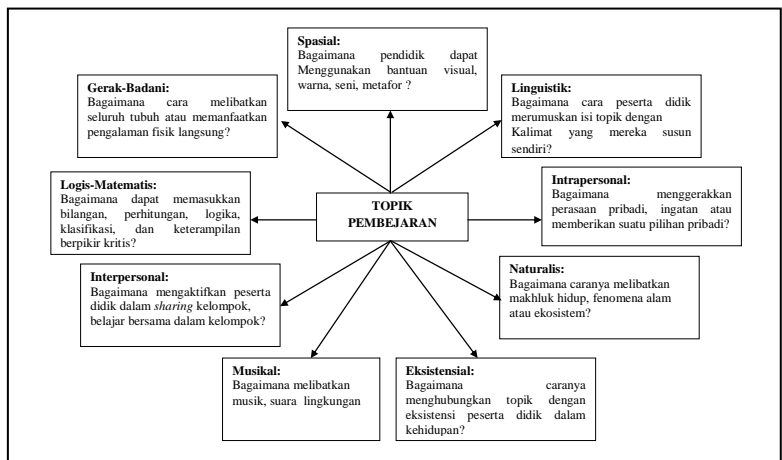 Spasial:
Bagaimana pendidik dapat
Menggunakan bantuan visual,
warna, seni, metafor ?
Gerak-Badani:
Bagaimana cara melibatkan
seluruh tubuh atau memanfaatkan
pengalaman fisik langsung?
Linguistik:
Bagaimana cara peserta didik
merumuskan isi topik dengan
Kalimat yang mereka susun
sendiri?
Logis-Matematis:
Bagaimana dapat memasukkan
bilangan, perhitungan, logika,
klasifikasi, dan keterampilan
berpikir kritis?
TOPIK
PEMBEJARAN
Intrapersonal:
Bagaimana menggerakkan
perasaan pribadi, ingatan atau
memberikan suatu pilihan pribadi?
Interpersonal:
Bagaimana mengaktifkan peserta
didik dalam sharing kelompok,
belajar bersama dalam kelompok?
Naturalis:
Bagaimana caranya melibatkan
makhluk hidup, fenomena alam
atau ekosistem?
Musikal:
Bagaimana melibatkan
musik, suara lingkungan
Eksistensial:
Bagaimana caranya
menghubungkan topik dengan
eksistensi peserta didik dalam
kehidupan?